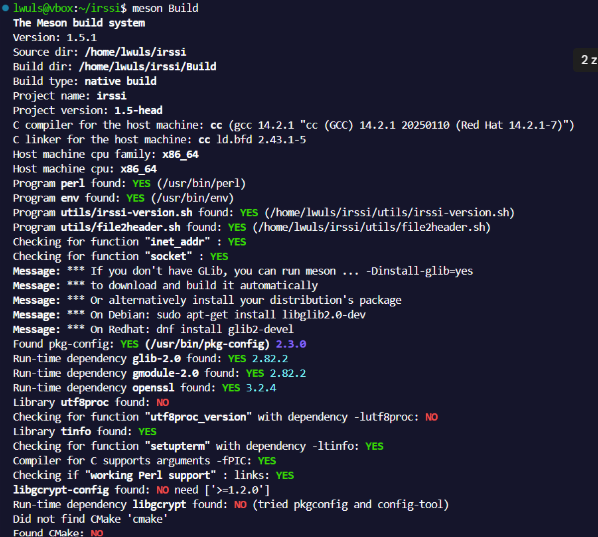 lwuls@vbox:~/irssi$ meson Build
The Meson build system
Version: 1.5.1
Source dir: /home/lwuls/irssi
2 z
Build dir: /home/lwuls/irssi/Build
Build type: native build
Project name: irssi
Project version: 1.5-head
C compiler for the host machine: cc (gcc 14.2.1 "cc (GCC) 14.2.1 20250110 (Red Hat 14.2.1-7)")
C linker for the host machine: cc ld.bfd 2.43.1-5
Host machine cpu family: x86_64
Host machine cpu: x86_64
Program perl found: YES (/usr/bin/perl)
Program env found: YES (/usr/bin/env)
Program utils/irssi-version.sh found: YES (/home/lwuls/irssi/utils/irssi-version.sh)
Program utils/file2header.sh found: YES (/home/lwuls/irssi/utils/file2header.sh)
Checking for function "inet_addr" : YES
Checking for function "socket" : YES
Message: *** If you don't have GLib, you can run meson ... -Dinstall-glib=yes
Message: *** to download and build it automatically
Message: *** Or alternatively install your distribution's package
Message: *** On Debian: sudo apt-get install libglib2.0-dev
Message: *** On Redhat: dnf install glib2-devel
Found pkg-config: YES (/usr/bin/pkg-config) 2.3.0
Run-time dependency glib-2.0 found: YES 2.82.2
Run-time dependency gmodule-2.0 found: YES 2.82.2
Run-time dependency openssl found: YES 3.2.4
Library utf8proc found: NO
Checking for function "utf8proc_version" with dependency -lutf8proc: NO
Library tinfo found: YES
Checking for function "setupterm" with dependency -ltinfo: YES
Compiler for C supports arguments -fPIC: YES
Checking if "working Perl support" : links: YES
libgcrypt-config found: NO need ['>=1.2.0']
Run-time dependency libgcrypt found: NO (tried pkgconfig and config-tool)
Did not find CMake 'cmake'
Found CMake: NO